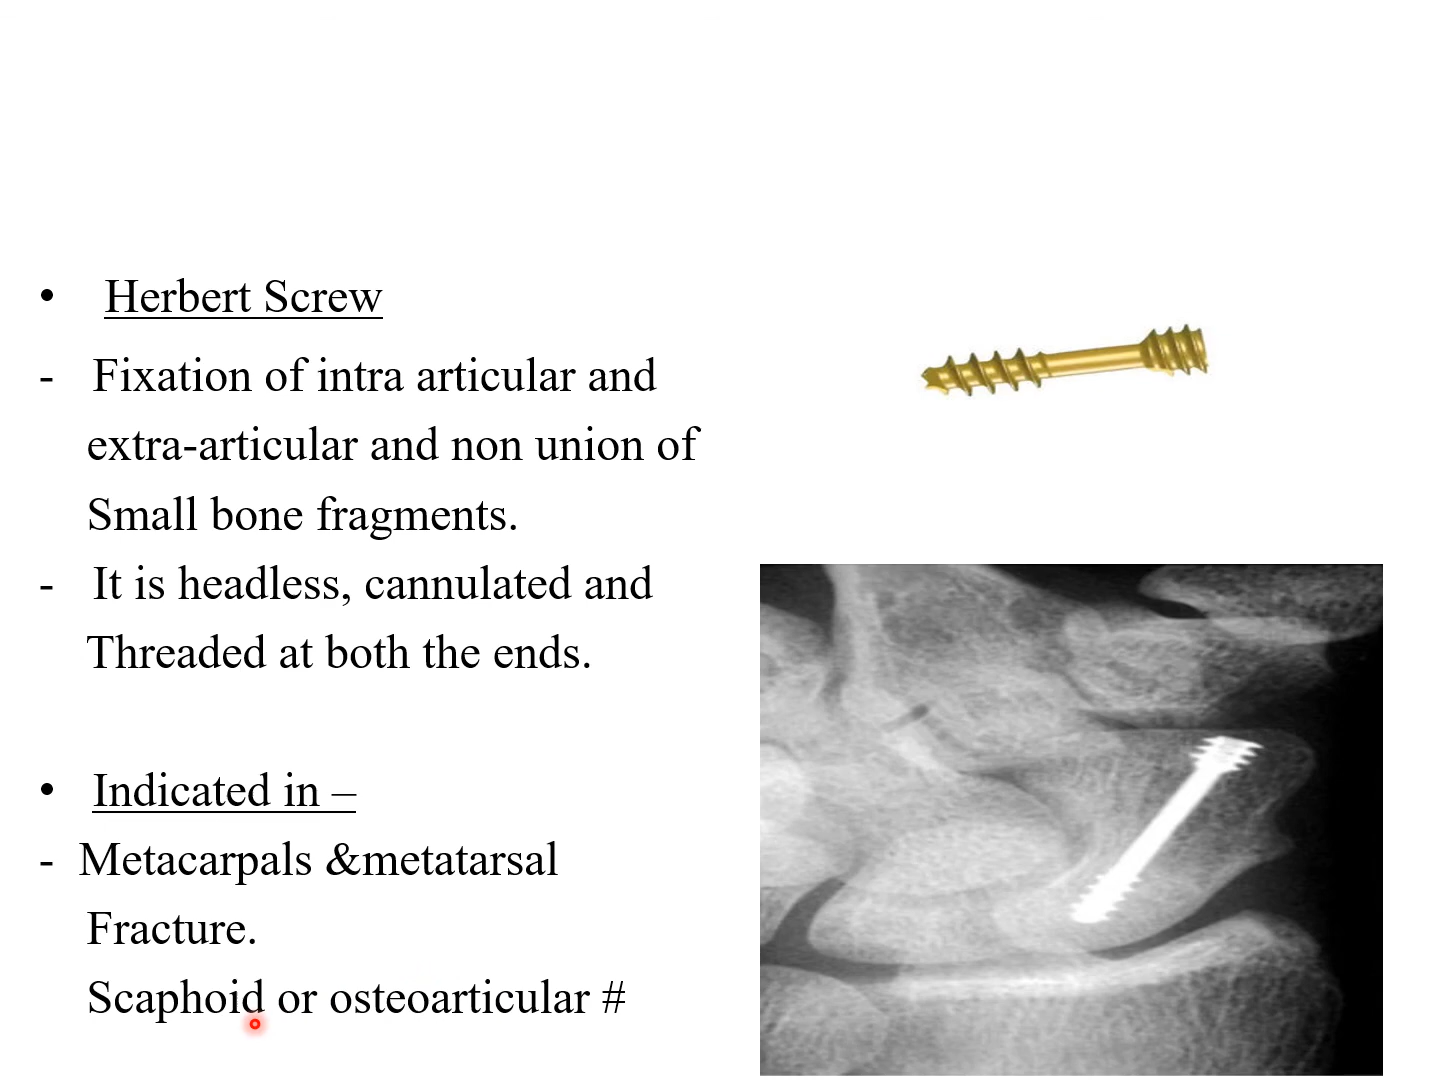 • Herbert Screw
- Fixation of intra articular and
extra-articular and non union of
Small bone fragments.
- It is headless, cannulated and
Threaded at both the ends.
• Indicated in –
- Metacarpals &metatarsal
Fracture.
Scaphoid or osteoarticular #